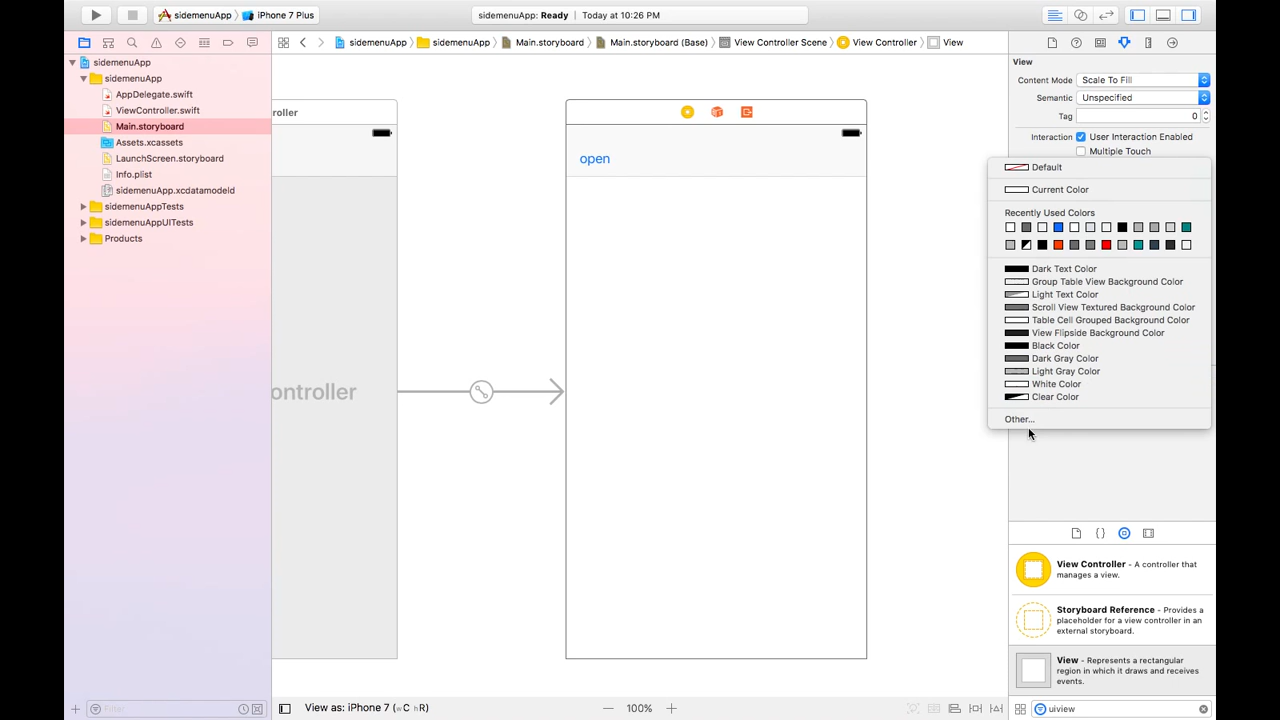 sidemenuApp
iPhone 7 Plus
sidemenuApp: Ready
Today at 10:26 PM
sidemenuApp
sidemenuApp
Main.storyboard
Main.storyboard (Base)
View Controller Scene
View Controller
View
sidemenuApp
sidemenuApp
AppDelegate.swift
ViewController.swift
Main.storyboard
Assets.xcassets
LaunchScreen.storyboard
Info.plist
sidemenuApp.xcdatamodeld
sidemenuAppTests
sidemenuAppUITests
Products
Filter
oller
ontroller
open
View as: iPhone 7 (wC hR)
100%
View
Content Mode Scale To Fill
Semantic Unspecified
Tag 0
Interaction User Interaction Enabled
Multiple Touch
Default
Current Color
Recently Used Colors
Dark Text Color
Group Table View Background Color
Light Text Color
Scroll View Textured Background Color
Table Cell Grouped Background Color
View Flipside Background Color
Black Color
Dark Gray Color
Light Gray Color
White Color
Clear Color
Other...
View Controller - A controller that
manages a view.
Storyboard Reference - Provides a
placeholder for a view controller in an
external storyboard.
View - Represents a rectangular
region in which it draws and receives
events.
uiview